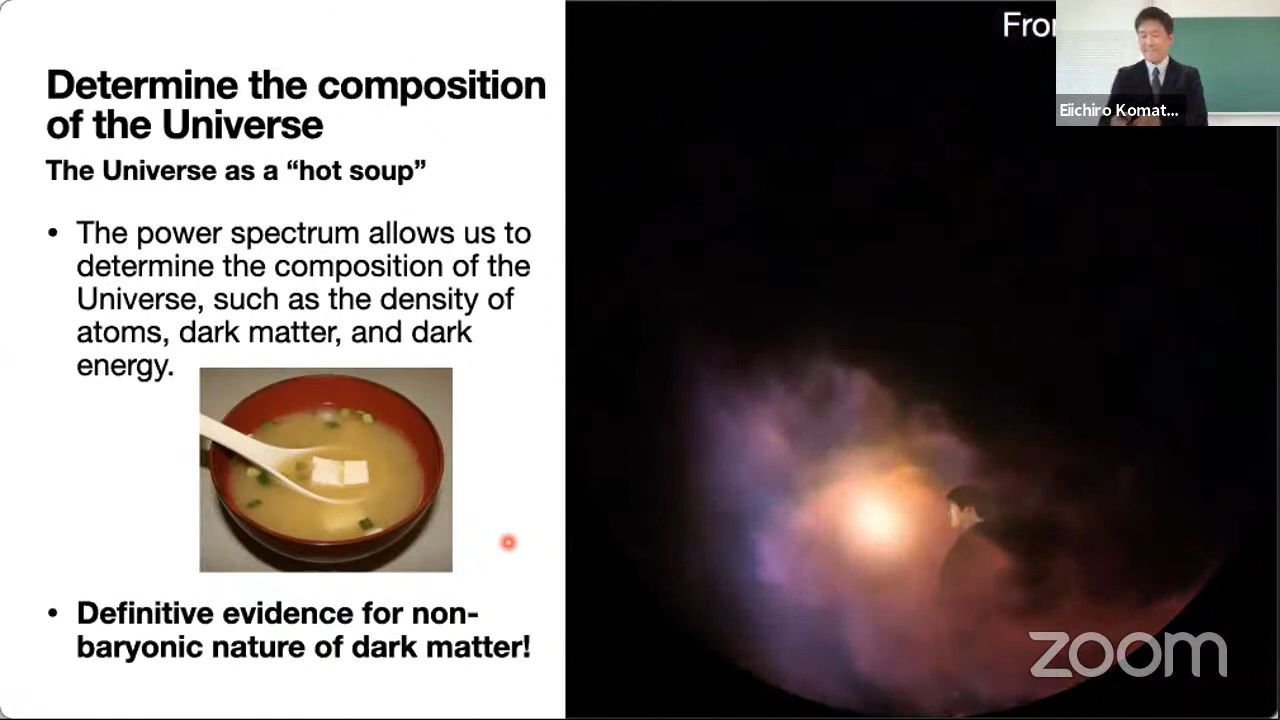 Determine the composition
of the Universe
The Universe as a “hot soup”
• The power spectrum allows us to
determine the composition of the
Universe, such as the density of
atoms, dark matter, and dark
energy.
• Definitive evidence for non-
baryonic nature of dark matter!
Eiichiro Komat...
zoom